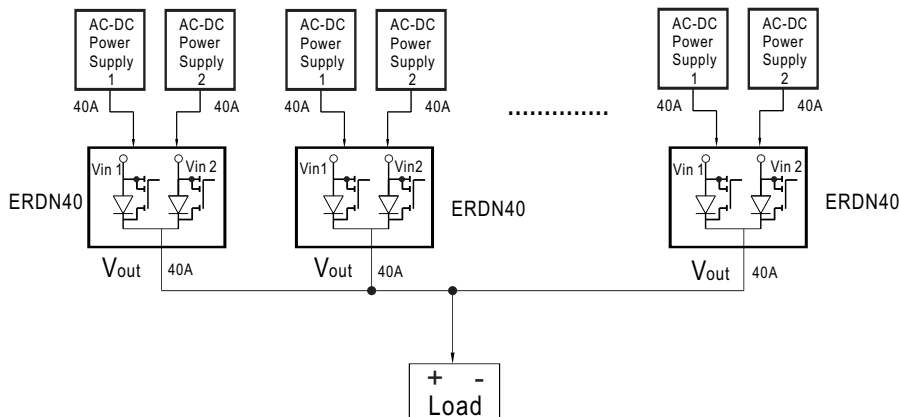 AC-DC
Power
Supply
1
AC-DC
Power
Supply
2
AC-DC
Power
Supply
1
AC-DC
Power
Supply
2
AC-DC
Power
Supply
1
AC-DC
Power
Supply
2
40A 40A 40A 40A 40A 40A
..............
Vin 1 Vin 2 Vin1 Vin2 Vin 1 Vin 2
ERDN40 ERDN40 ERDN40
Vout 40A Vout 40A Vout 40A
+ -
Load